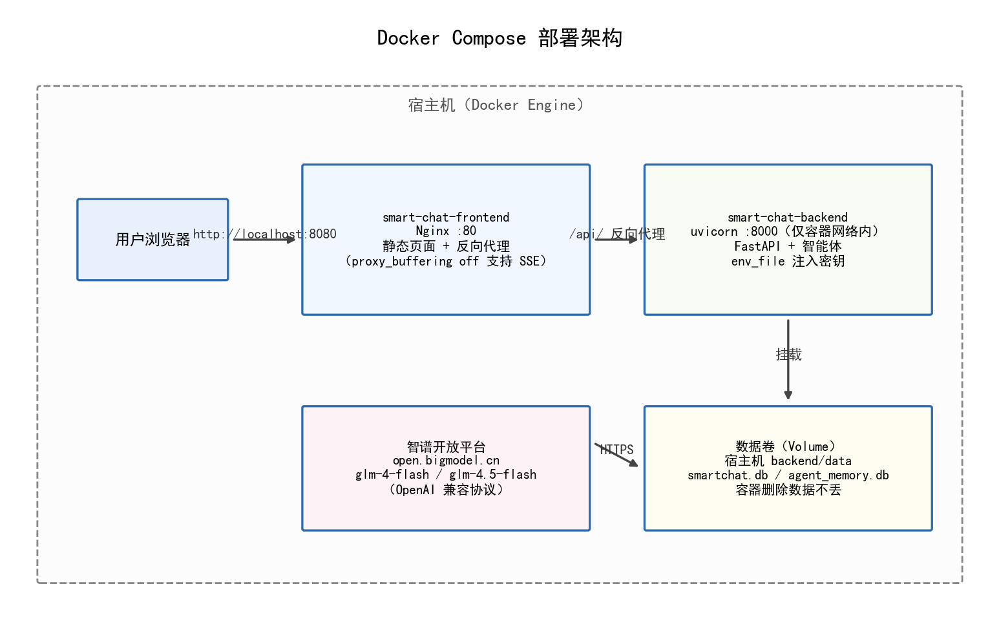 Docker Compose 部署架构
宿主机（Docker Engine）
用户浏览器
http://localhost:8080
smart-chat-frontend
Nginx :80
静态页面 + 反向代理
（proxy_buffering off 支持 SSE）
/api/ 反向代理
smart-chat-backend
uvicorn :8000（仅容器网络内）
FastAPI + 智能体
env_file 注入密钥
挂载
智谱开放平台
open.bigmodel.cn
glm-4-flash / glm-4.5-flash
（OpenAI 兼容协议）
HTTPS
数据卷（Volume）
宿主机 backend/data
smartchat.db / agent_memory.db
容器删除数据不丢